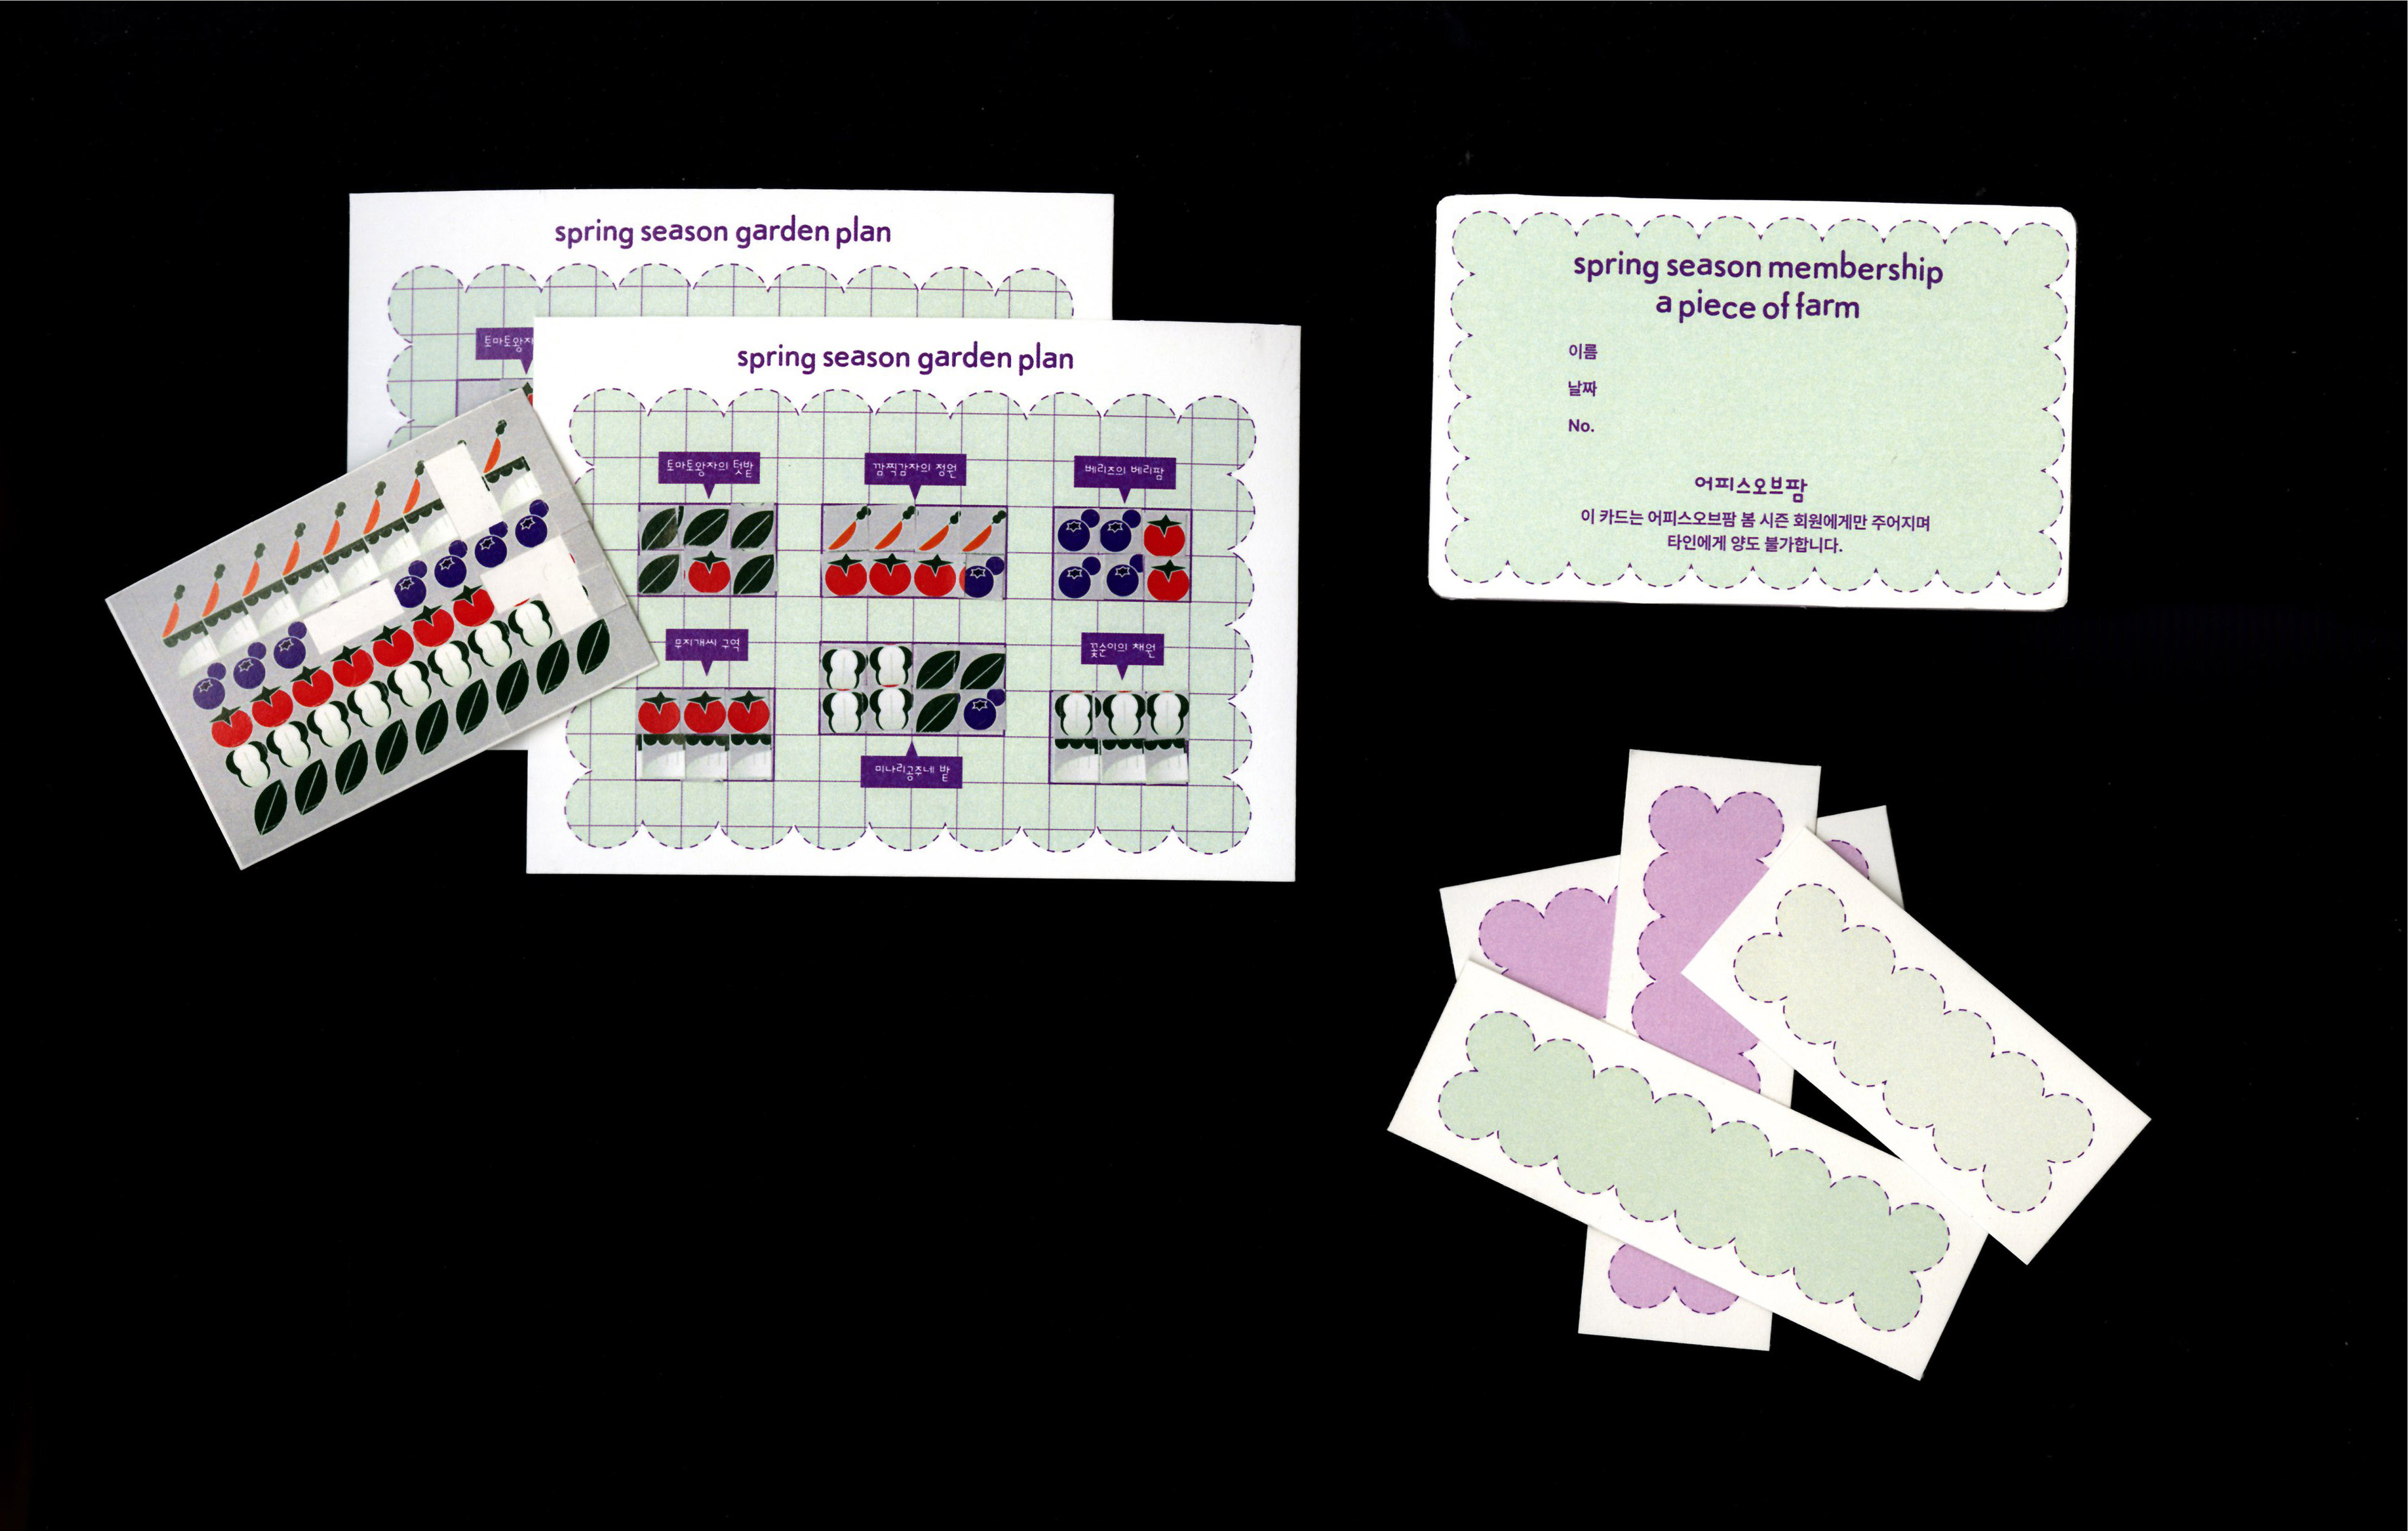 spring season garden plan
토마토왕자
spring season garden plan
토마토왕자의 텃밭
깜찍감자의 정원
베리즈의 베리팜
무지개씨 구역
꽃순이의 채원
미나리공주네 밭
spring season membership
a piece of farm
이름
날짜
No.
어피스오브팜
이 카드는 어피스오브팜 봄 시즌 회원에게만 주어지며
타인에게 양도 불가합니다.